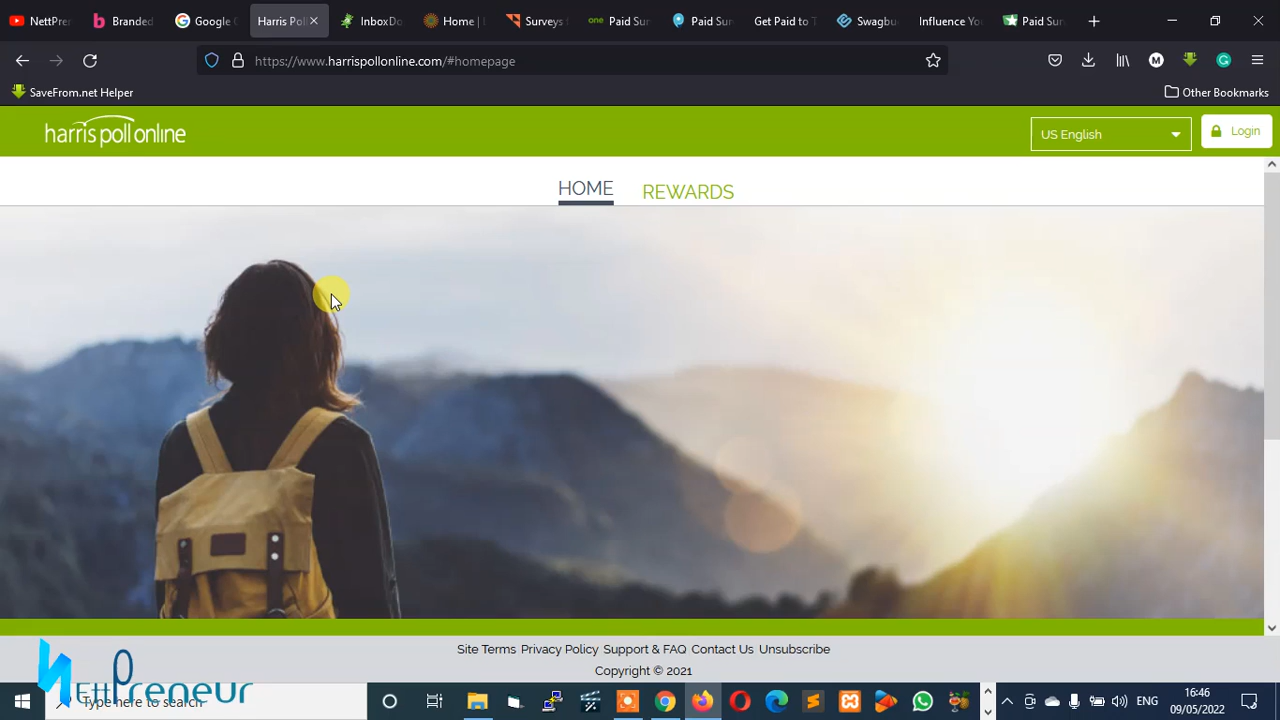 NettPre
Branded
Google
Harris Pol
InboxDo
Home |
Surveys
one Paid Sur
Paid Sur
Get Paid to T
Swagbu
Influence Yo
Paid Sur
https://www.harrispollonline.com/#homepage
M
SaveFrom.net Helper
Other Bookmarks
harris poll online
US English
Login
HOME
REWARDS
Site Terms Privacy Policy Support & FAQ Contact Us Unsubscribe
Copyright © 2021
NEttPreneur
Type here to search
ENG
16:46
09/05/2022